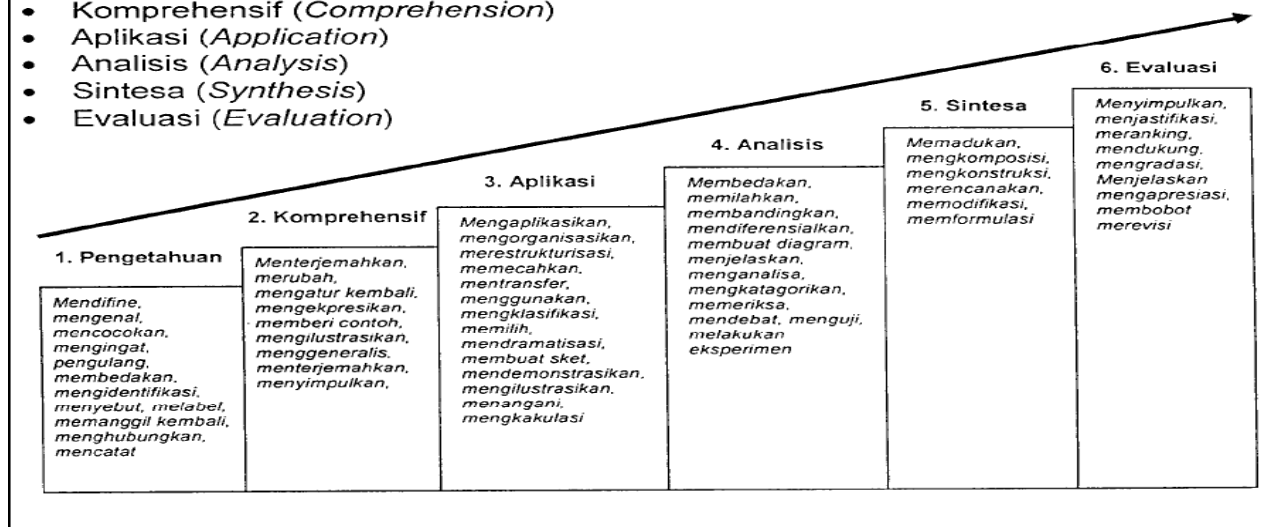 • Komprehensif (Comprehension)
• Aplikasi (Application)
• Analisis (Analysis)
• Sintesa (Synthesis)
• Evaluasi (Evaluation)
1. Pengetahuan
Mendifine,
mengenal,
mencocokan,
mengingat,
pengulang,
membedakan,
mengidentifikasi,
menyebut, melabel,
memanggil kembali,
menghubungkan,
mencatat
2. Komprehensif
Menterjemahkan,
merubah,
mengatur kembali,
mengekpresikan,
memberi contoh,
mengilustrasikan,
menggeneralis,
menterjemahkan,
menyimpulkan,
3. Aplikasi
Mengaplikasikan,
mengorganisasikan,
merestrukturisasi,
memecahkan,
mentransfer,
menggunakan,
mengklasifikasi,
memilih,
mendramatisasi,
membuat sket,
mendemonstrasikan,
mengilustrasikan,
menangani,
mengkakulasi
4. Analisis
Membedakan,
memilahkan,
membandingkan,
mendiferensialkan,
membuat diagram,
menjelaskan,
menganalisa,
mengkatagorikan,
memeriksa,
mendebat, menguji,
melakukan
eksperimen
5. Sintesa
Memadukan,
mengkomposisi,
mengkonstruksi,
merencanakan,
memodifikasi,
memformulasi
6. Evaluasi
Menyimpulkan,
menjastifikasi,
meranking,
mendukung,
mengradasi,
Menjelaskan
mengapresiasi,
membobot
merevisi